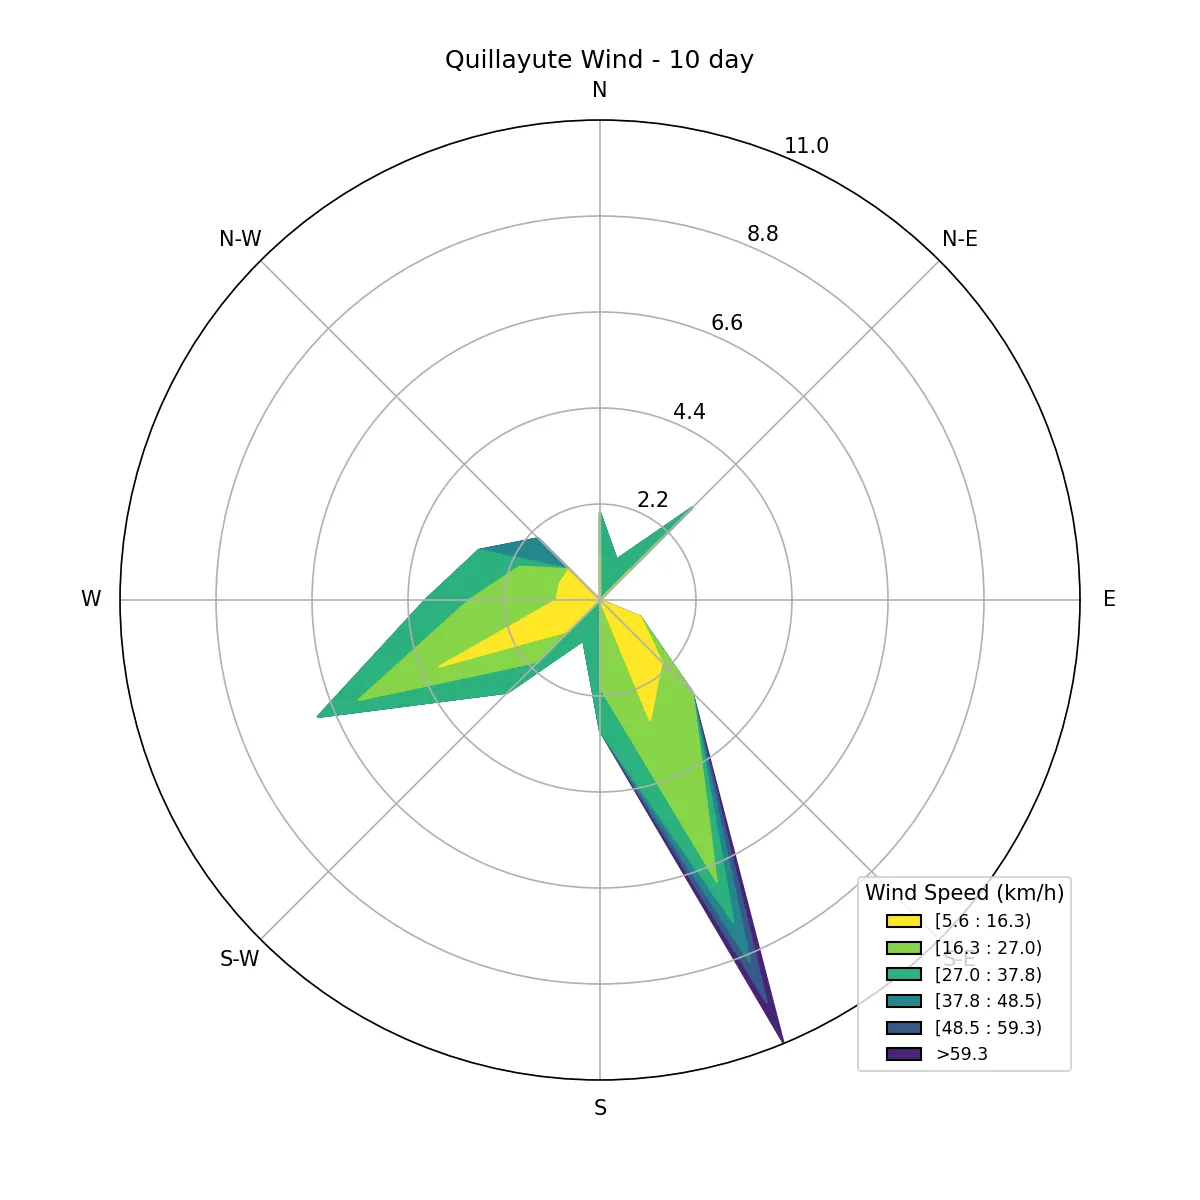 Quillayute Wind - 10 day
N
11.0
N-W
8.8
N-E
6.6
4.4
2.2
W
E
Wind Speed (km/h)
[5.6 : 16.3)
[16.3 : 27.0)
S-W
S-E
[27.0 : 37.8)
[37.8 : 48.5)
[48.5 : 59.3)
>59.3
S